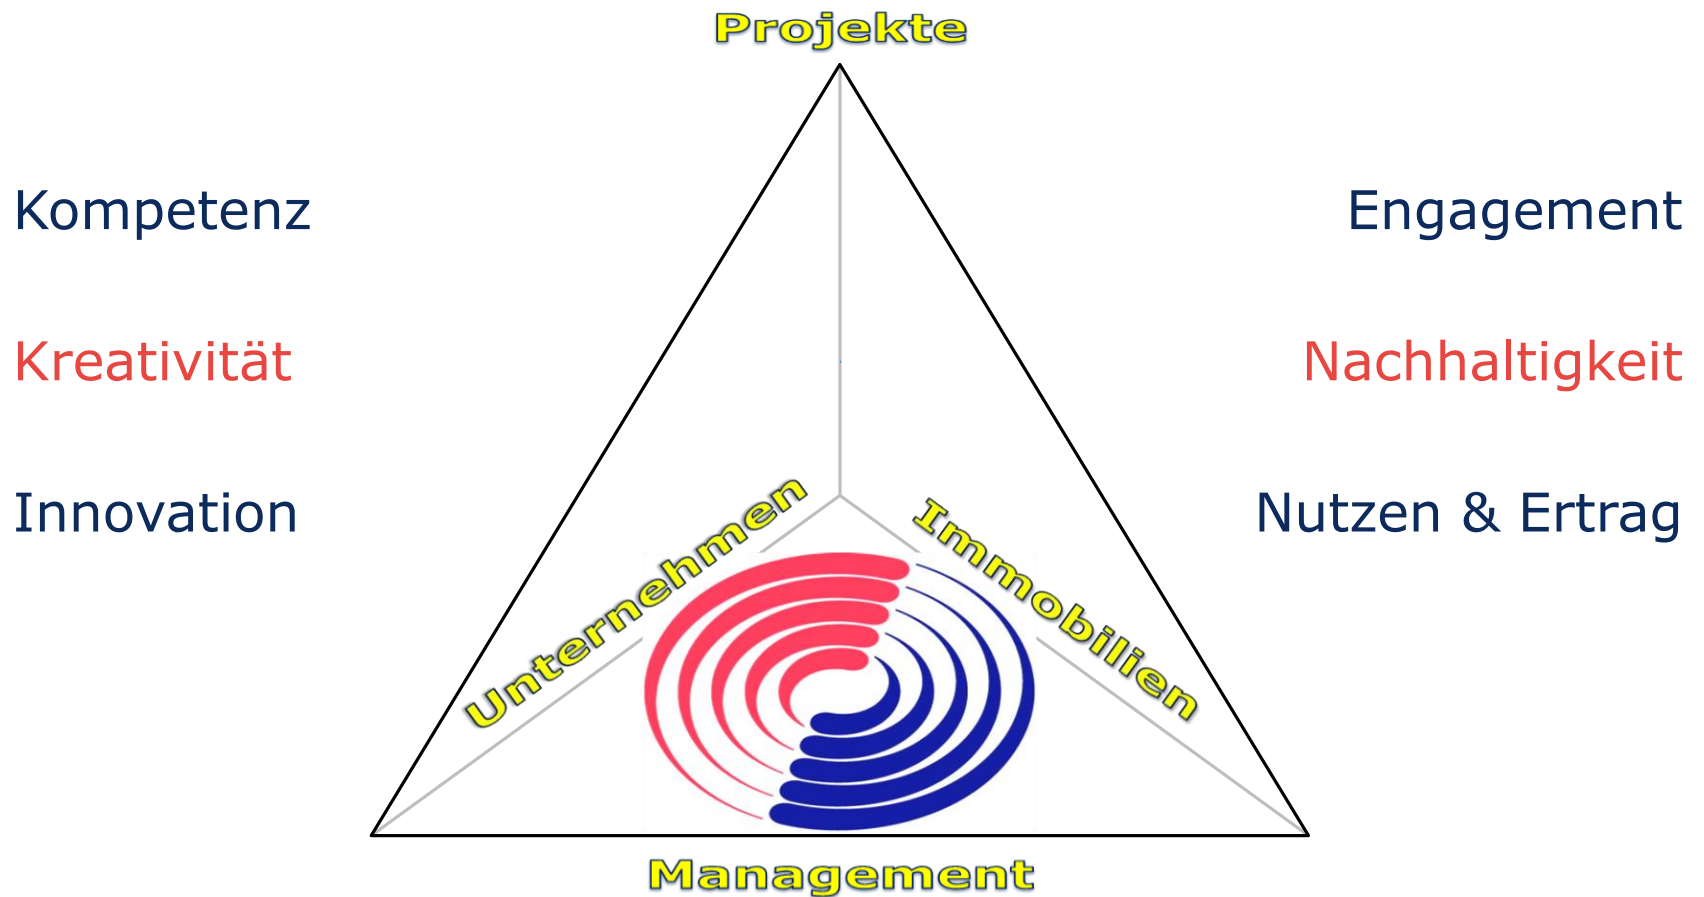 Projekte
Kompetenz
Engagement
Kreativität
Nachhaltigkeit
Innovation
Nutzen & Ertrag
Unternehmen
Immobilien
Management